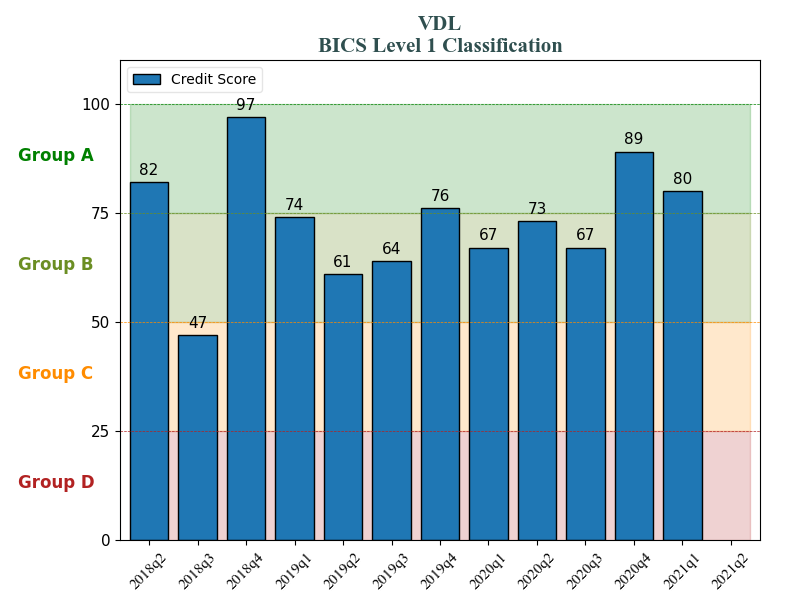 VDL
BICS Level 1 Classification
Credit Score
100
75
50
25
0
Group A
Group B
Group C
Group D
82
47
97
74
61
64
76
67
73
67
89
80
2018q2
2018q3
2018q4
2019q1
2019q2
2019q3
2019q4
2020q1
2020q2
2020q3
2020q4
2021q1
2021q2